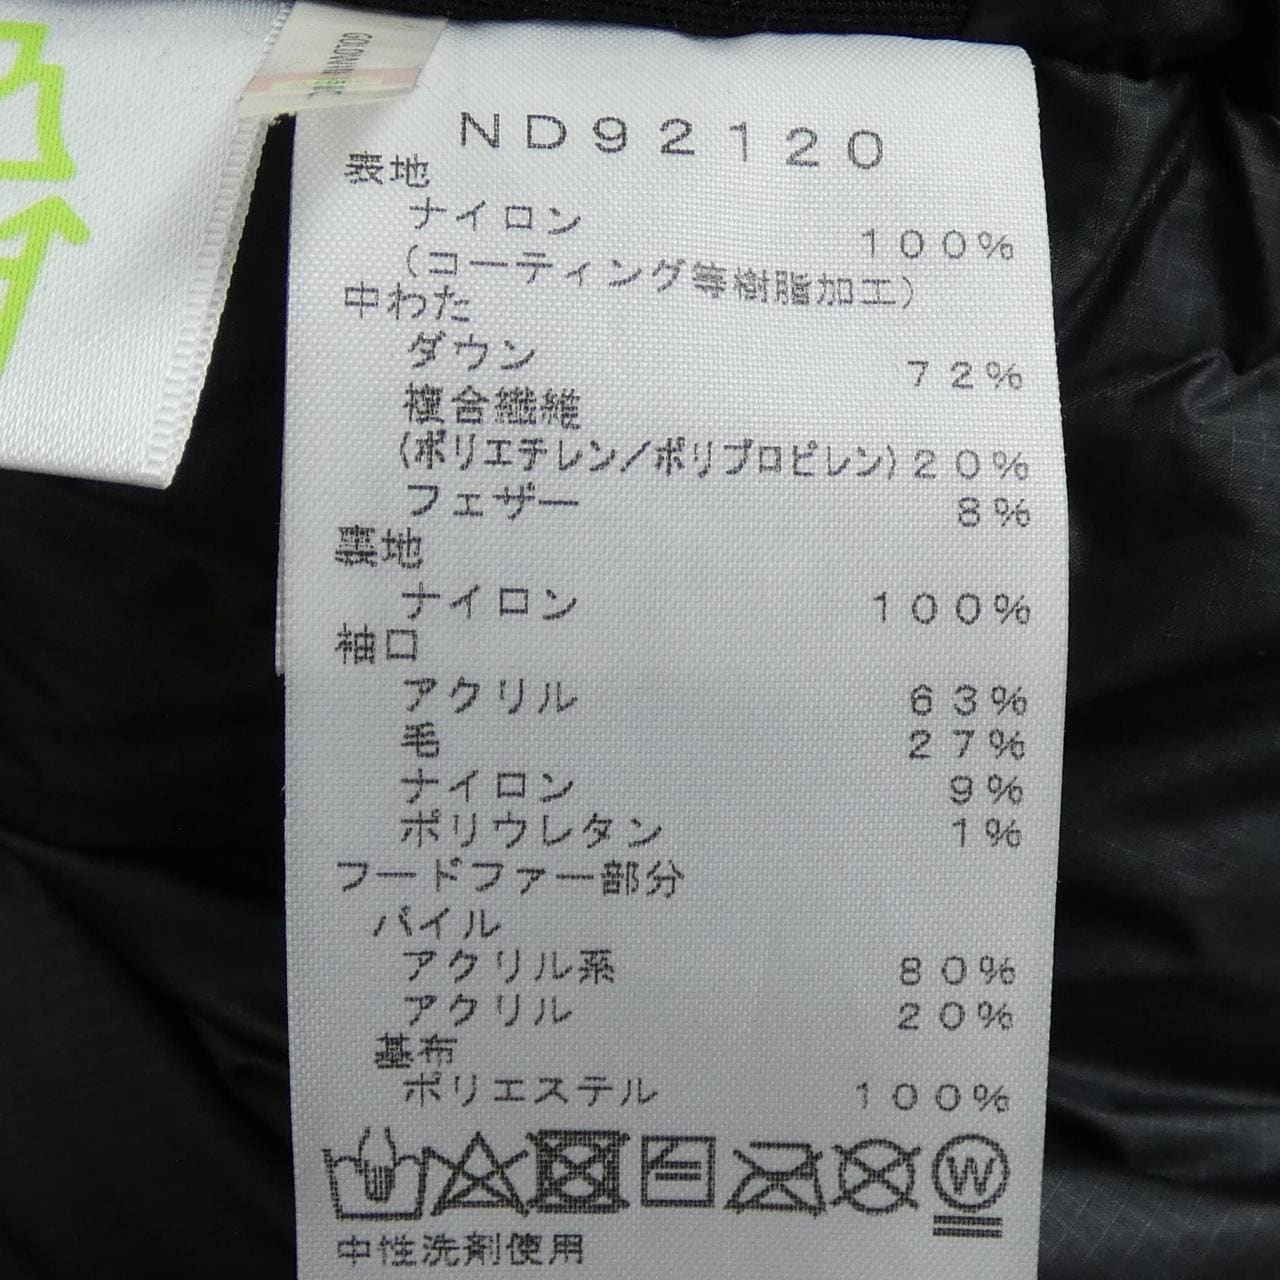 GOLDWIN INC
ND92120
表地
ナイロン 100%
(コーティング等樹脂加工)
中わた
ダウン 72%
複合繊維
(ポリエチレン/ポリプロピレン) 20%
フェザー 8%
裏地
ナイロン 100%
袖口
アクリル 63%
毛 27%
ナイロン 9%
ポリウレタン 1%
フードファー部分
パイル
アクリル系 80%
アクリル 20%
基布
ポリエステル 100%
W
中性洗剤使用